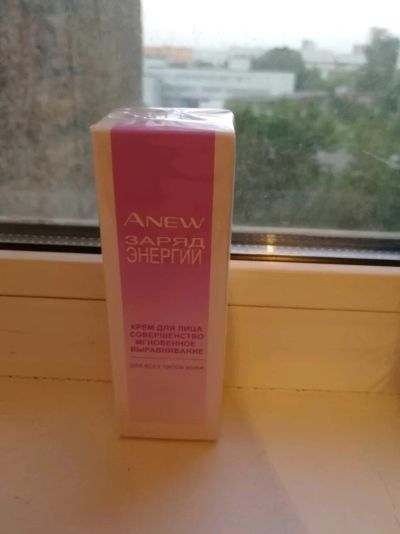 ANEW
ЗАРЯД
ЭНЕРГИИ
КРЕМ ДЛЯ ЛИЦА
СОВЕРШЕНСТВО
МГНОВЕННОЕ
ВЫРАВНИВАНИЕ
ДЛЯ ВСЕХ ТИПОВ КОЖИ